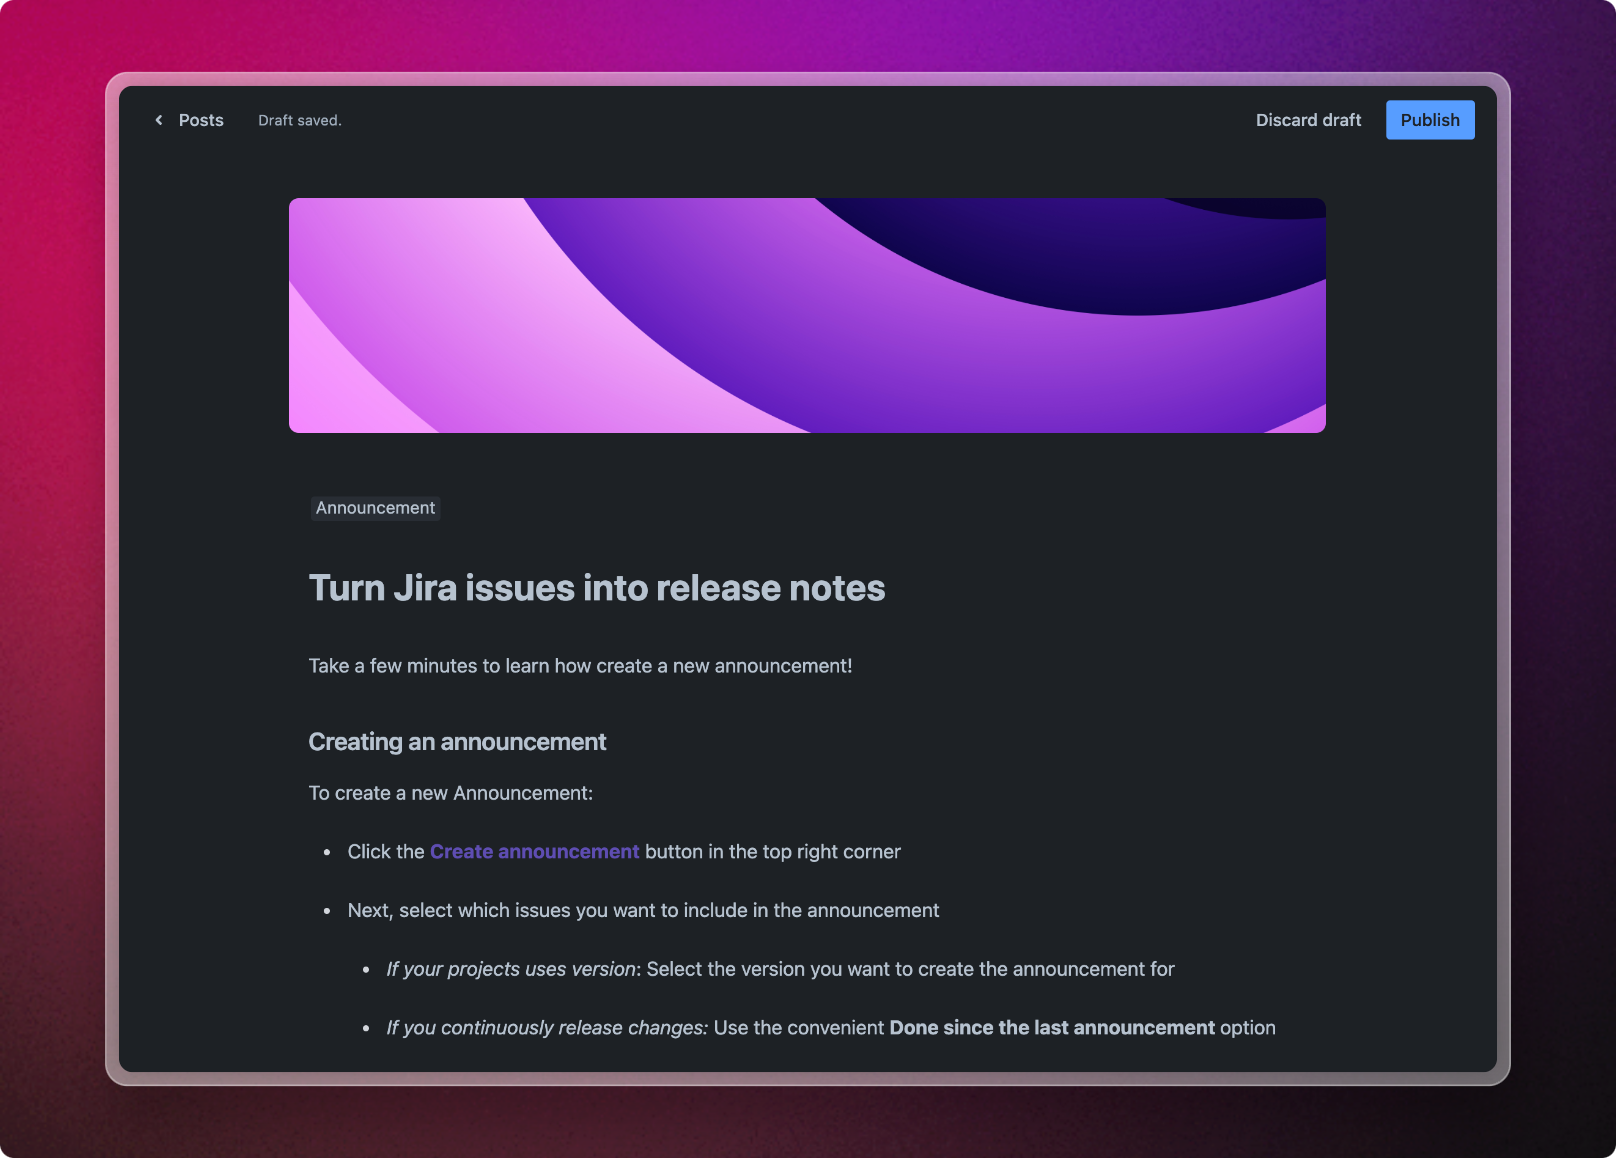 Posts
Draft saved.
Discard draft
Publish
Announcement
Turn Jira issues into release notes
Take a few minutes to learn how create a new announcement!
Creating an announcement
To create a new Announcement:
Click the Create announcement button in the top right corner
Next, select which issues you want to include in the announcement
If your projects uses version: Select the version you want to create the announcement for
If you continuously release changes: Use the convenient Done since the last announcement option